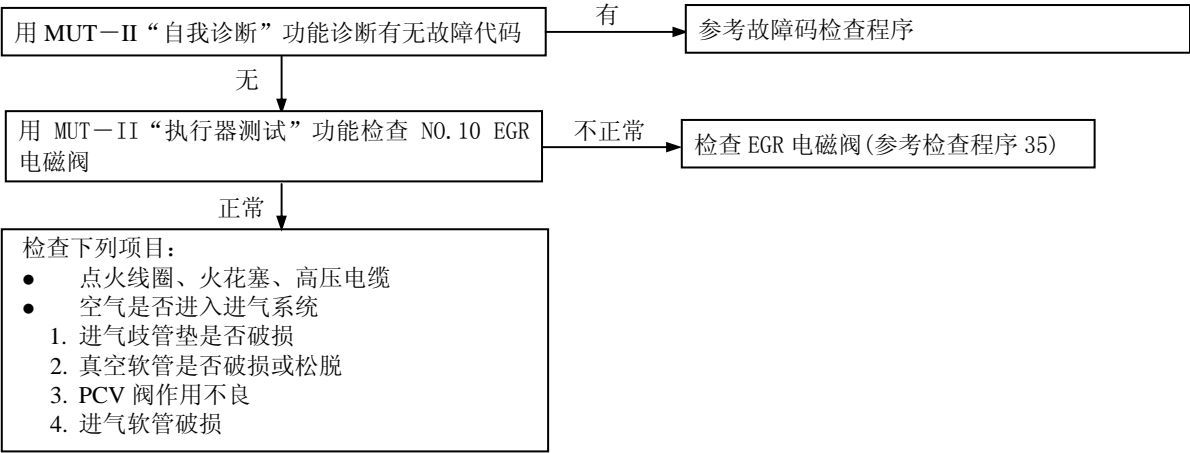 用 MUT－II“自我诊断”功能诊断有无故障代码
有
参考故障码检查程序
无
用 MUT－II“执行器测试”功能检查 NO.10 EGR
电磁阀
不正常
检查 EGR 电磁阀(参考检查程序 35)
正常
检查下列项目：
● 点火线圈、火花塞、高压电缆
● 空气是否进入进气系统
1. 进气歧管垫是否破损
2. 真空软管是否破损或松脱
3. PCV 阀作用不良
4. 进气软管破损